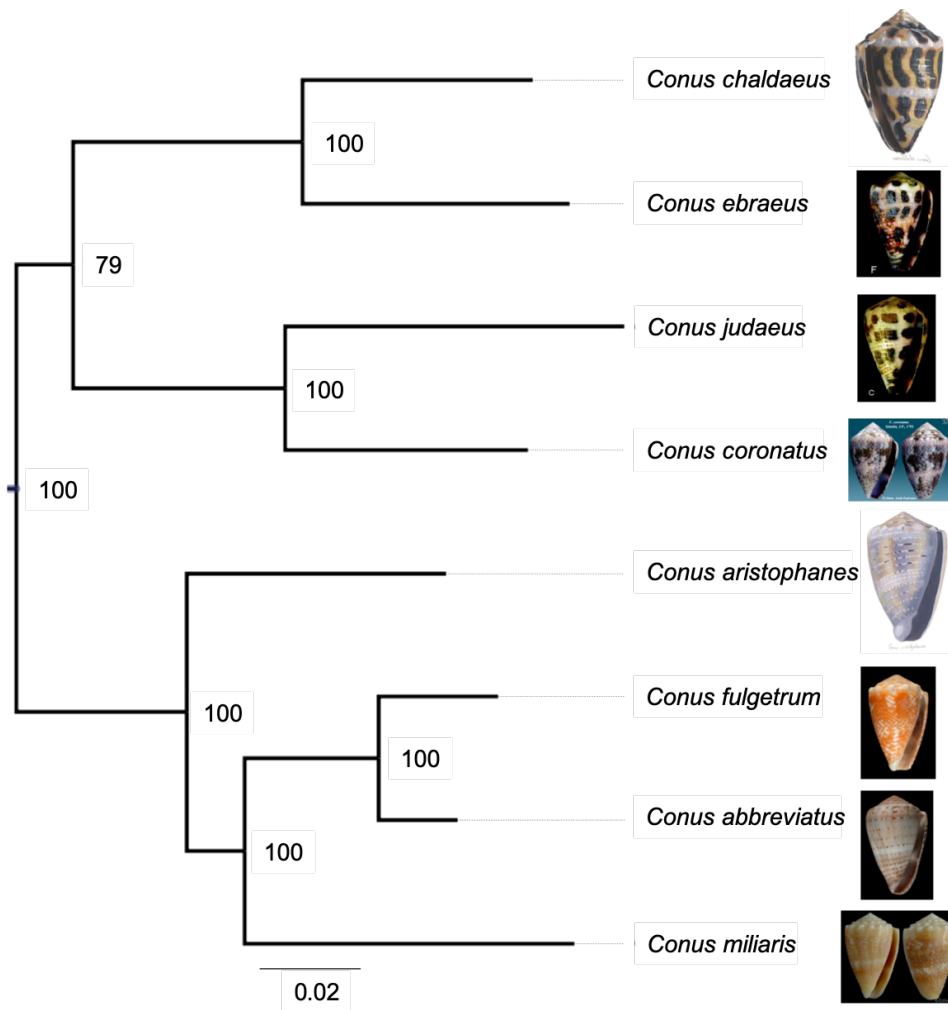 Conus chaldaeus
100
Conus ebraeus
F
79
Conus judaeus
C
100
Conus coronatus
100
Conus aristophanes
100
Conus fulgetrum
100
Conus abbreviatus
100
Conus miliaris
0.02